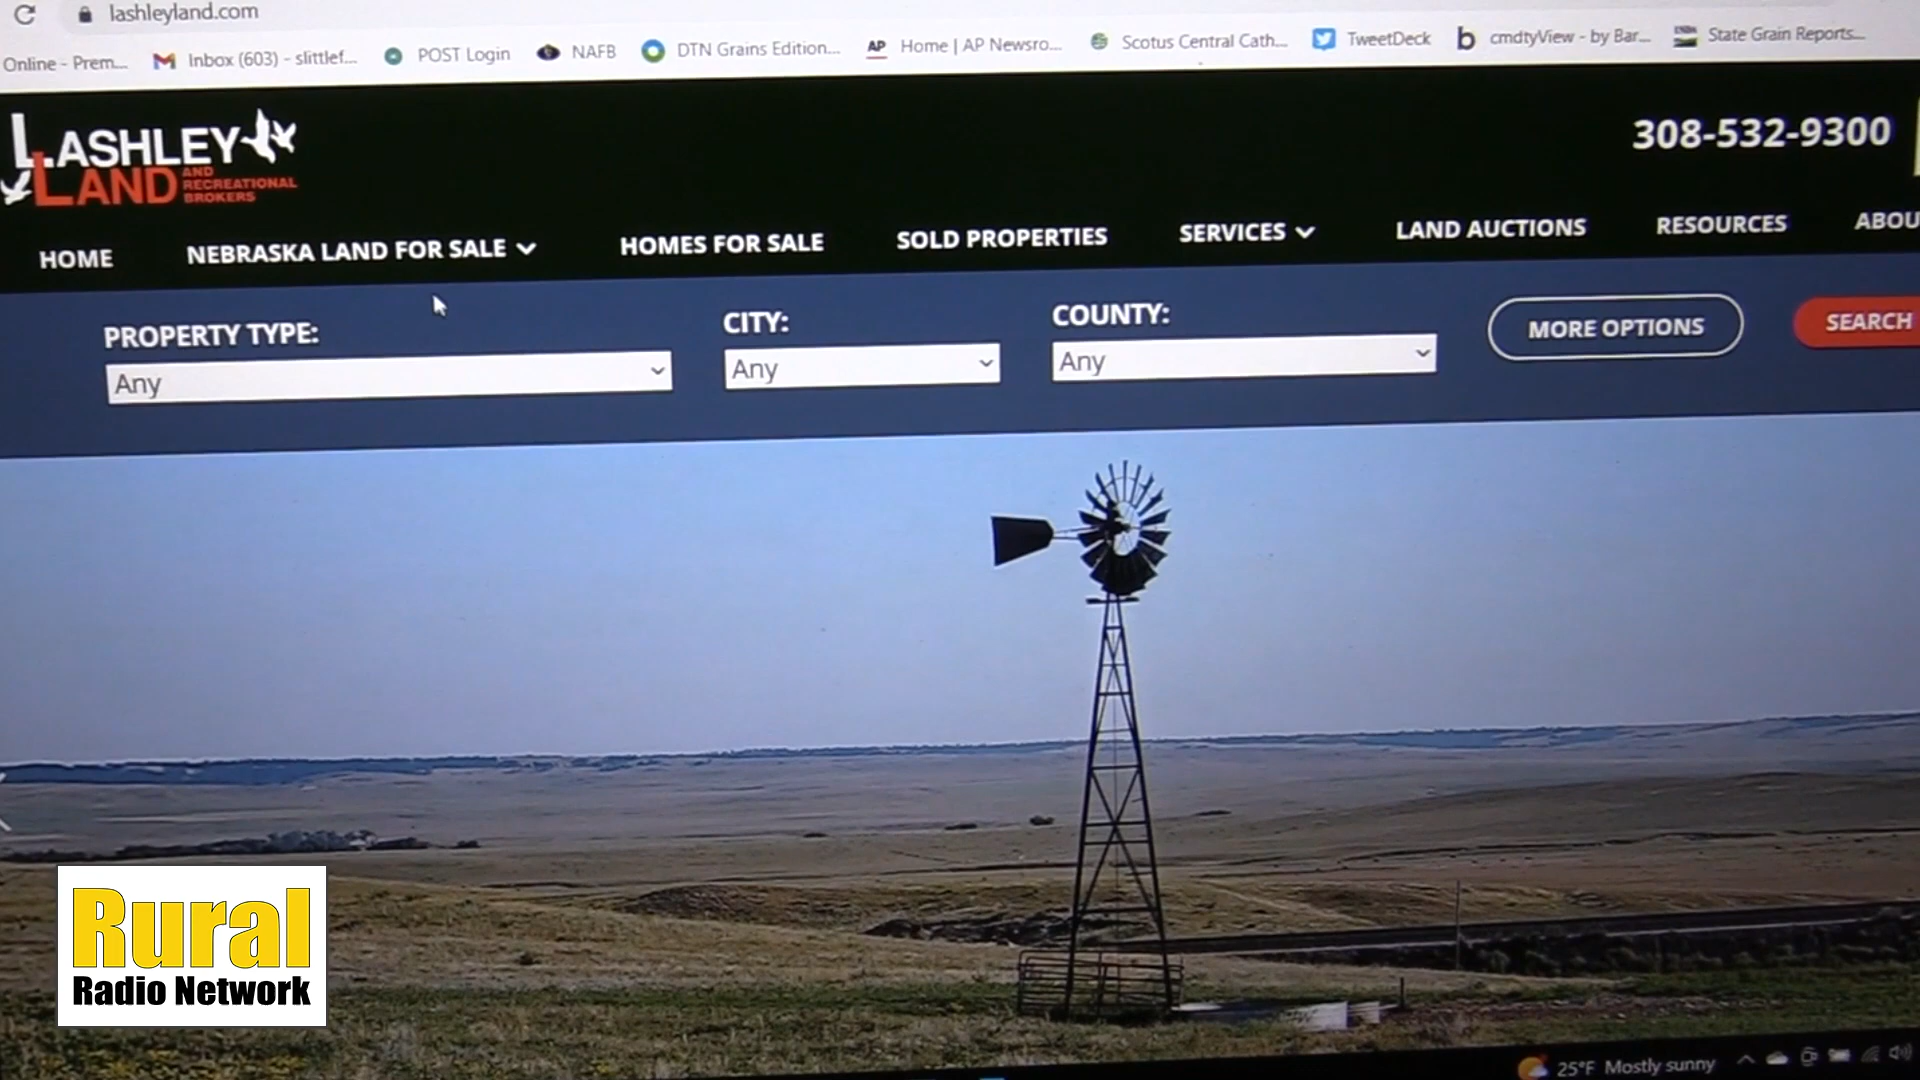 lashleyland.com
Online - Prem... Inbox (603) - slittlef... POST Login NAFB DTN Grains Edition... AP Home | AP Newsro... Scotus Central Cath... TweetDeck b cmdtyView - by Bar... State Grain Reports...
LASHLEY
LAND AND RECREATIONAL BROKERS
308-532-9300
HOME NEBRASKA LAND FOR SALE HOMES FOR SALE SOLD PROPERTIES SERVICES LAND AUCTIONS RESOURCES ABOU
PROPERTY TYPE: CITY: COUNTY:
Any Any Any MORE OPTIONS SEARCH
Rural
Radio Network
25°F Mostly sunny